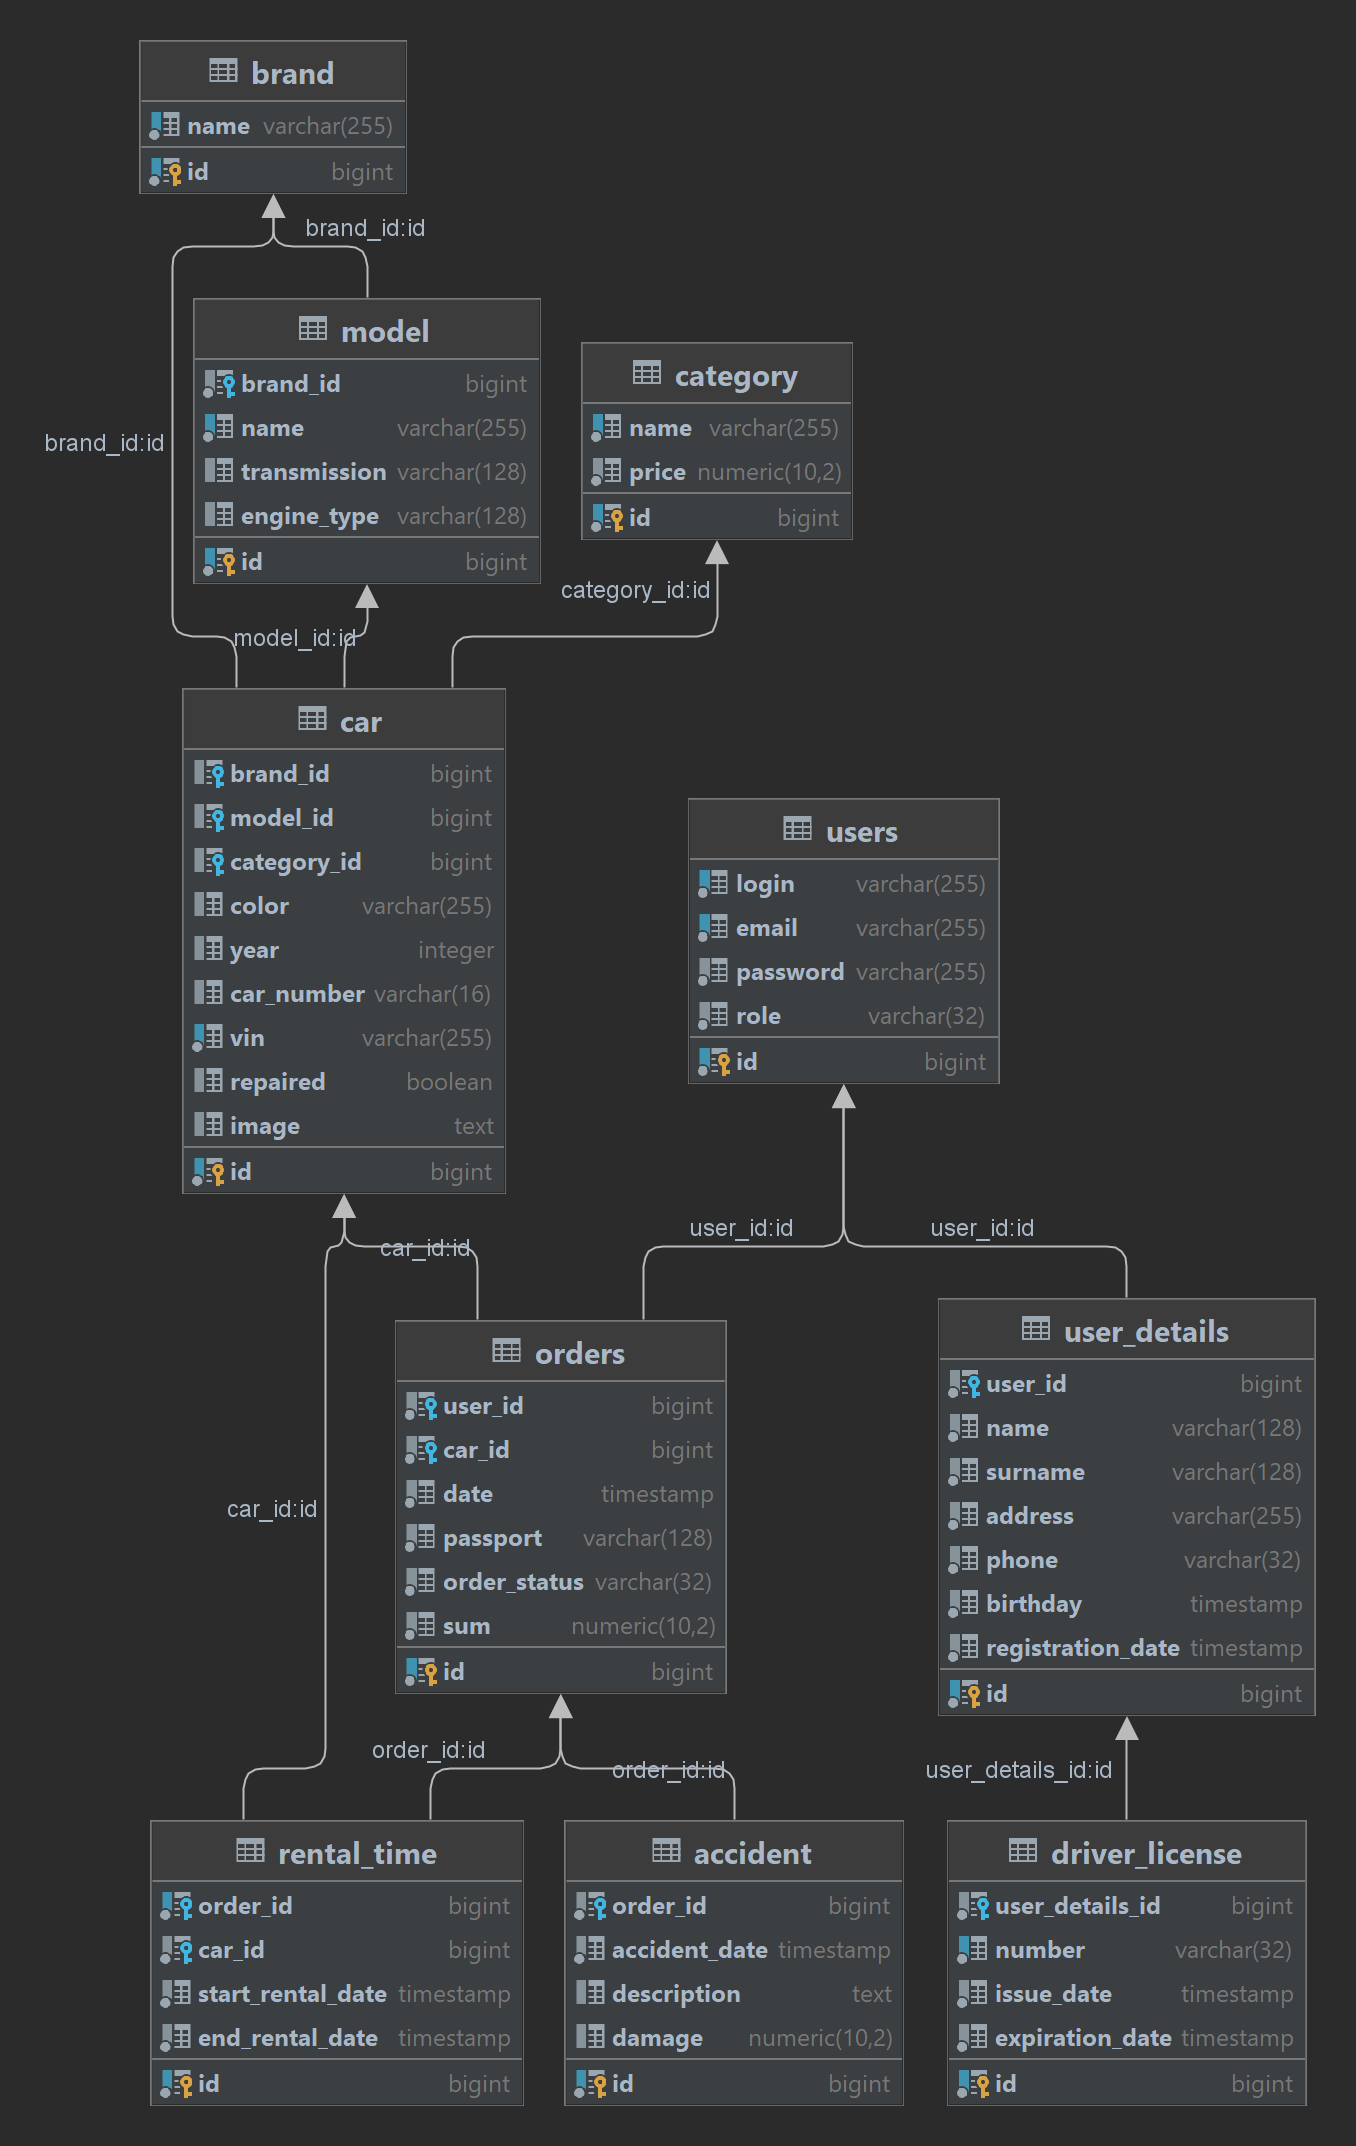 brand
name varchar(255)
id bigint
brand_id:id
model
brand_id bigint
name varchar(255)
transmission varchar(128)
engine_type varchar(128)
id bigint
category
name varchar(255)
price numeric(10,2)
id bigint
brand_id:id
category_id:id
model_id:id
car
brand_id bigint
model_id bigint
category_id bigint
color varchar(255)
year integer
car_number varchar(16)
vin varchar(255)
repaired boolean
image text
id bigint
users
login varchar(255)
email varchar(255)
password varchar(255)
role varchar(32)
id bigint
car_id:id
user_id:id
user_id:id
orders
user_id bigint
car_id bigint
date timestamp
passport varchar(128)
order_status varchar(32)
sum numeric(10,2)
id bigint
user_details
user_id bigint
name varchar(128)
surname varchar(128)
address varchar(255)
phone varchar(32)
birthday timestamp
registration_date timestamp
id bigint
car_id:id
order_id:id
order_id:id
user_details_id:id
rental_time
order_id bigint
car_id bigint
start_rental_date timestamp
end_rental_date timestamp
id bigint
accident
order_id bigint
accident_date timestamp
description text
damage numeric(10,2)
id bigint
driver_license
user_details_id bigint
number varchar(32)
issue_date timestamp
expiration_date timestamp
id bigint